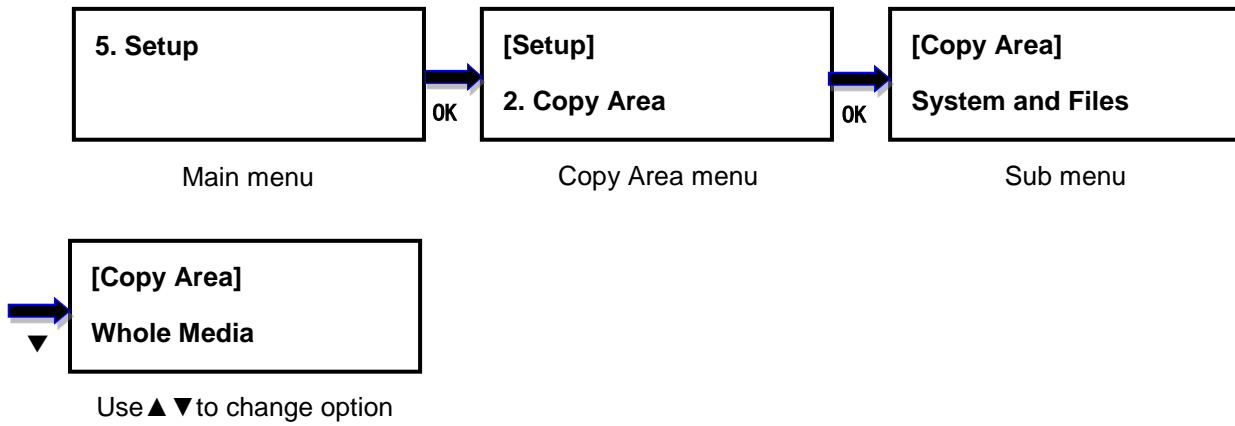 5. Setup
[Setup]
2. Copy Area
[Copy Area]
System and Files
OK
OK
Main menu
Copy Area menu
Sub menu
[Copy Area]
Whole Media
▼
Use▲▼to change option